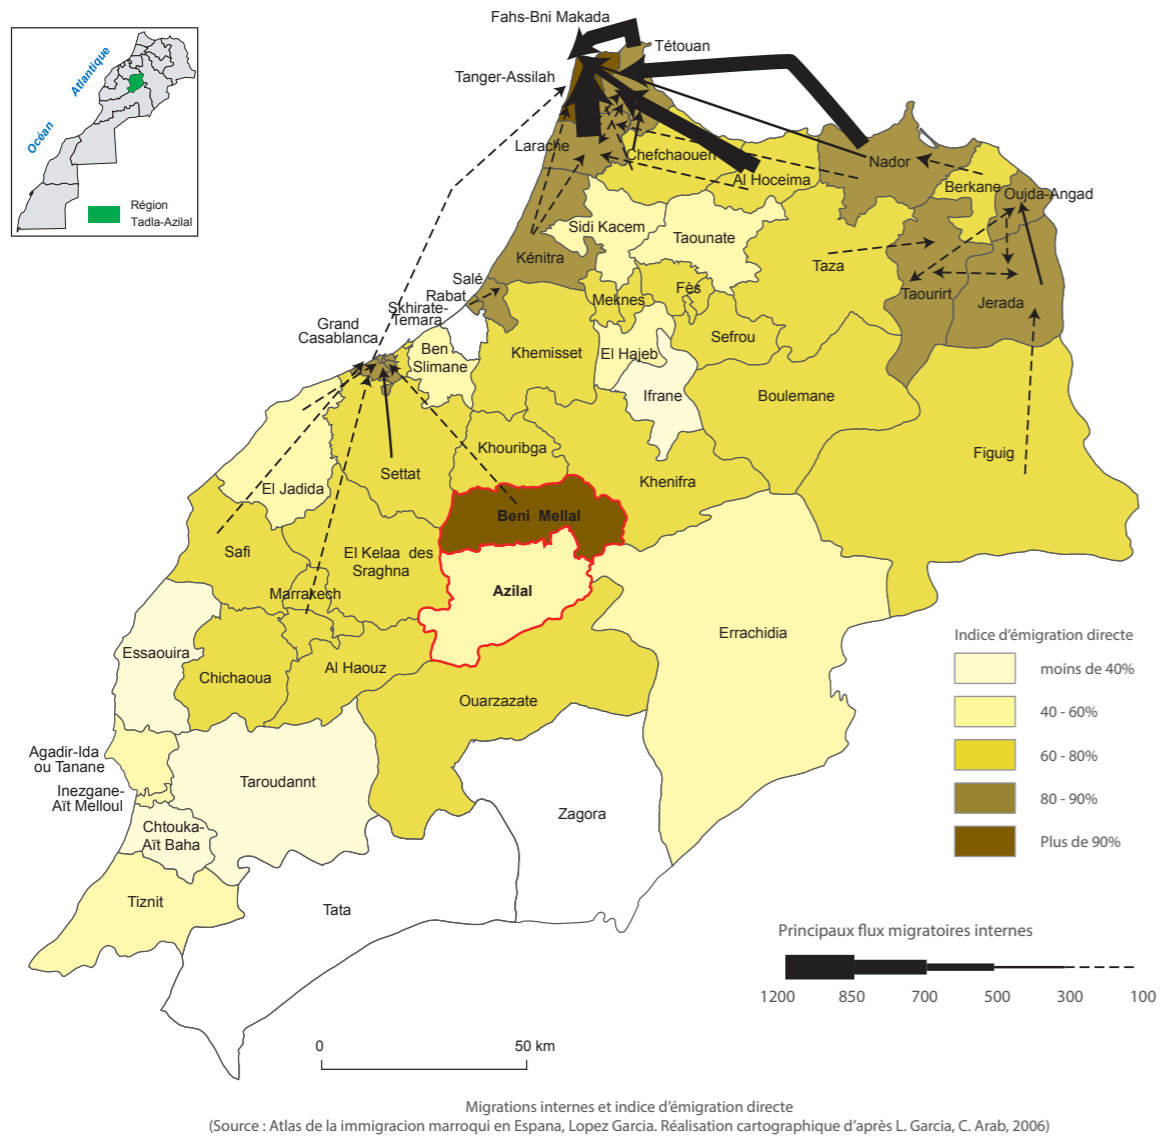 Fahs-Bni Makada
Tétouan
Tanger-Assilah
Atlantique
Océan
Région
Tadla-Azilal
Larache
Chefchaouen
Al Hoceima
Nador
Berkane
Oujda-Angad
Sidi Kacem
Taounate
Kénitra
Taza
Salé
Rabat
Skhirate-
Temara
Meknes
Fès
Taourirt
Jerada
Grand
Casablanca
Ben
Slimane
Khemisset
El Hajeb
Sefrou
Ifrane
Boulemane
Khouribga
Settat
Khenifra
Figuig
El Jadida
Beni Mellal
Safi
El Kelaa des
Sraghna
Azilal
Marrakech
Errachidia
Essaouira
Chichaoua
Al Haouz
Ouarzazate
Agadir-Ida
ou Tanane
Inezgane-
Aït Melloul
Taroudannt
Zagora
Chtouka-
Aït Baha
Tiznit
Tata
Indice d'émigration directe
moins de 40%
40 - 60%
60 - 80%
80 - 90%
Plus de 90%
Principaux flux migratoires internes
1200 850 700 500 300 100
0 50 km
Migrations internes et indice d'émigration directe
(Source : Atlas de la immigracion marroqui en Espana, Lopez Garcia. Réalisation cartographique d'après L. Garcia, C. Arab, 2006)